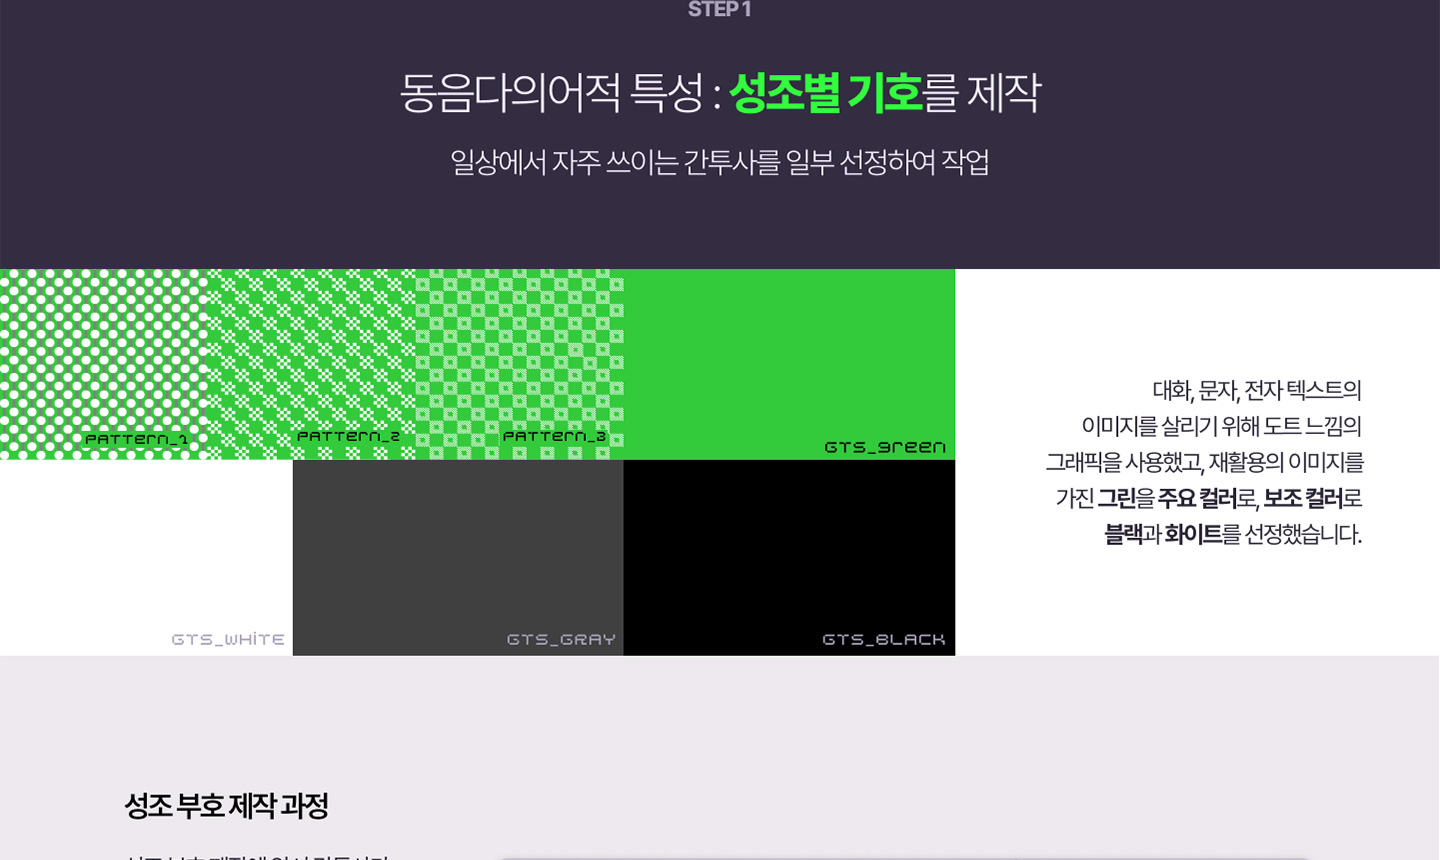 STEP 1
동음다의어적 특성 : 성조별 기호를 제작
일상에서 자주 쓰이는 간투사를 일부 선정하여 작업
PATTErn_1
PATTErn_2
PATTErn_3
GTS_green
대화, 문자, 전자 텍스트의
이미지를 살리기 위해 도트 느낌의
그래픽을 사용했고, 재활용의 이미지를
가진 그린을 주요 컬러로, 보조 컬러로
블랙과 화이트를 선정했습니다.
GTS_WHiTE
GTS_GRAY
GTS_BLACK
성조 부호 제작 과정